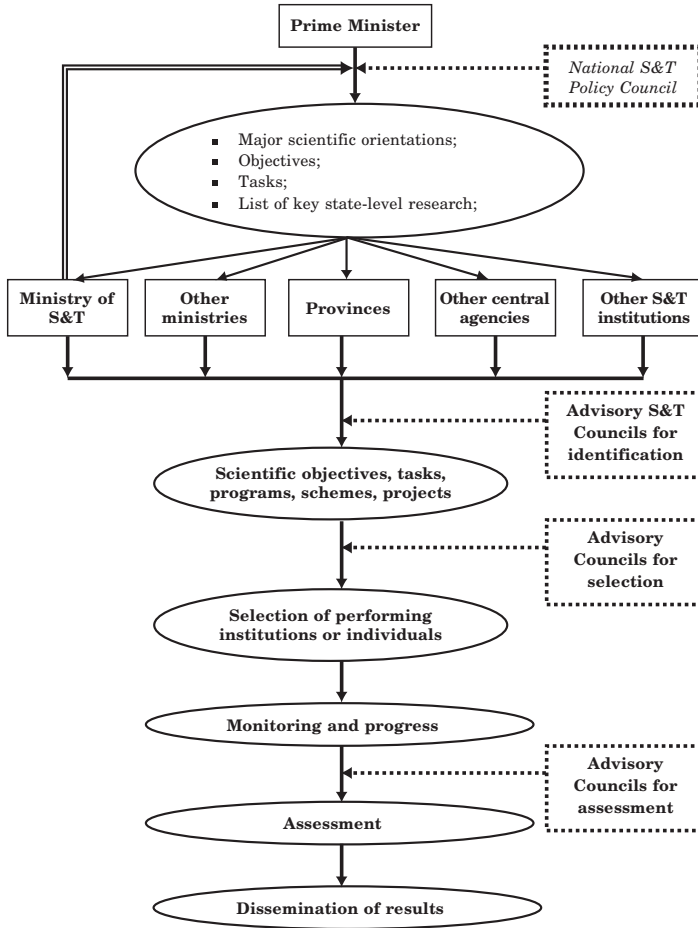 Prime Minister
National S&T
Policy Council
▪ Major scientific orientations;
▪ Objectives;
▪ Tasks;
▪ List of key state-level research;
Ministry of
S&T
Other
ministries
Provinces
Other central
agencies
Other S&T
institutions
Advisory S&T
Councils for
identification
Scientific objectives, tasks,
programs, schemes, projects
Advisory
Councils for
selection
Selection of performing
institutions or individuals
Monitoring and progress
Advisory
Councils for
assessment
Assessment
Dissemination of results